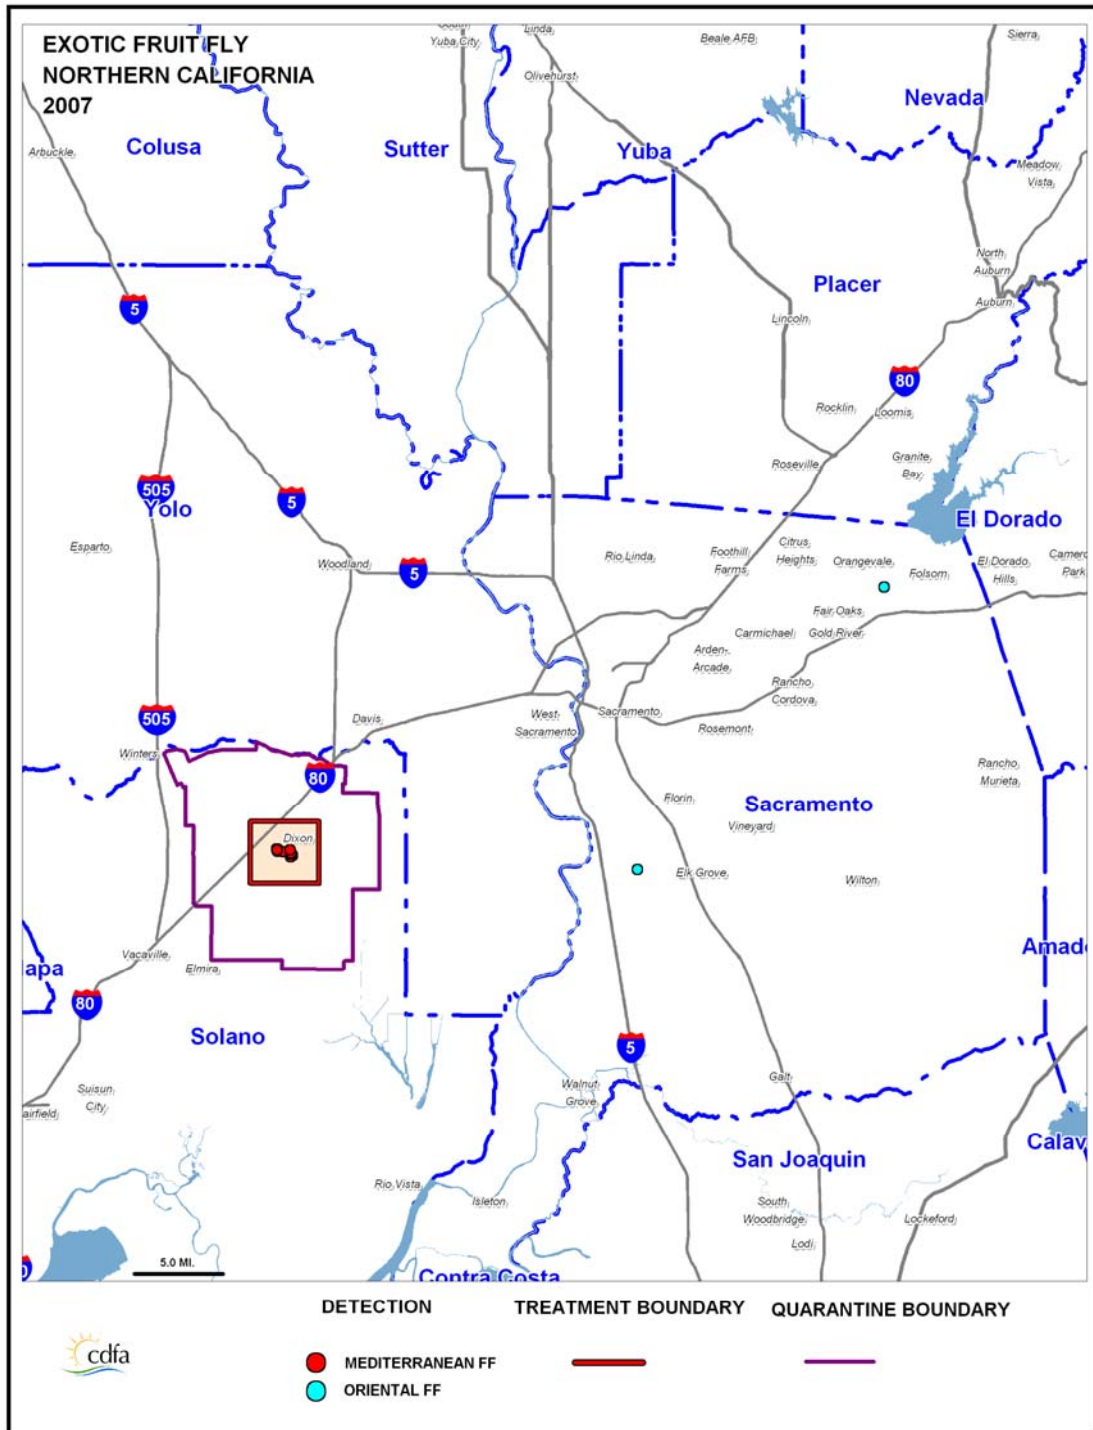 EXOTIC FRUIT FLY
NORTHERN CALIFORNIA
2007
Yuba City
Linda
Beale AFB
Sierra
Olivehurst
Nevada
Arbuckle
Colusa
Sutter
Yuba
Meadow
Vista
North
Auburn
Auburn
Placer
5
Lincoln
80
Rocklin
Loomis
Roseville
Granite
Bay
505
Yolo
5
El Dorado
Esparto
Woodland
5
Rio Linda
Foothill
Farms
Citrus
Heights
Orangevale
Folsom
El Dorado
Hills
Park
Fair Oaks
Carmichael
Gold River
Arden-
Arcade
Rancho
Cordova
505
Davis
West
Sacramento
Sacramento
Rosemont
Winters
80
Rancho
Murieta
Florin
Sacramento
Vineyard
Dixon
Elk Grove
Wilton
Vacaville
Elmira
apa
Amad
80
Solano
5
Suisun
City
airfield
Walnut
Grove
Galt
San Joaquin
Calav
Rio Vista
Isleton
South
Woodbridge
Lockeford
Lodi
5.0 MI.
Contra Costa
DETECTION TREATMENT BOUNDARY QUARANTINE BOUNDARY
cdfa
MEDITERRANEAN FF
ORIENTAL FF